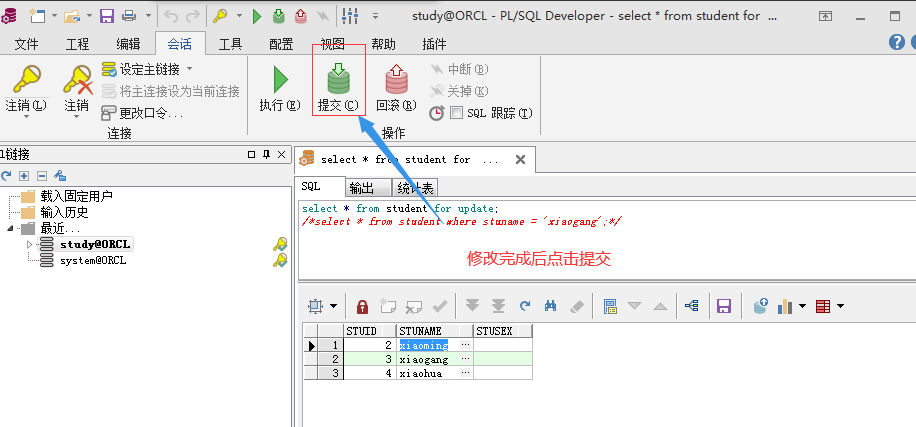 study@ORCL - PL/SQL Developer - select * from student for ...
文件 工程 编辑 会话 工具 配置 视图 帮助 插件
注销(L)
注销
设定主链接
将主连接设为当前连接
更改口令...
连接
执行(E)
提交(C)
回滚(R)
中断(B)
关掉(K)
SQL 跟踪(T)
操作
链接
载入固定用户
输入历史
最近...
study@ORCL
system@ORCL
select * from student for ...
SQL 输出 统计表
select * from student for update;
/*select * from student where stuname = 'xiaogang';*/
修改完成后点击提交
STUID STUNAME STUSEX
1 2 xiaoming ...
2 3 xiaogang ...
3 4 xiaohua ...